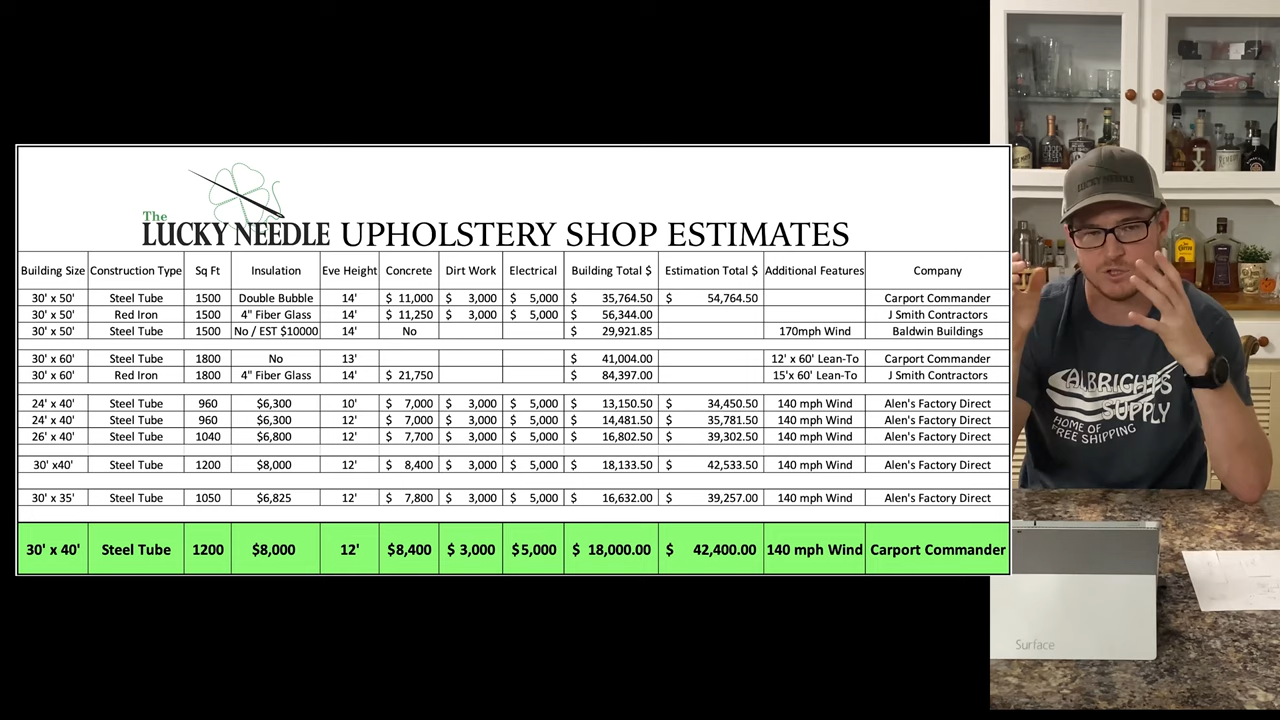 The
LUCKY NEEDLE UPHOLSTERY SHOP ESTIMATES
Building Size Construction Type Sq Ft Insulation Eve Height Concrete Dirt Work Electrical Building Total $ Estimation Total $ Additional Features Company
30' x 50' Steel Tube 1500 Double Bubble 14' $ 11,000 $ 3,000 $ 5,000 $ 35,764.50 $ 54,764.50 Carport Commander
30' x 50' Red Iron 1500 4" Fiber Glass 14' $ 11,250 $ 3,000 $ 5,000 $ 56,344.00 J Smith Contractors
30' x 50' Steel Tube 1500 No / EST $10000 14' No $ 29,921.85 170mph Wind Baldwin Buildings
30' x 60' Steel Tube 1800 No 13' $ 41,004.00 12' x 60' Lean-To Carport Commander
30' x 60' Red Iron 1800 4" Fiber Glass 14' $ 21,750 $ 84,397.00 15'x 60' Lean-To J Smith Contractors
24' x 40' Steel Tube 960 $6,300 10' $ 7,000 $ 3,000 $ 5,000 $ 13,150.50 $ 34,450.50 140 mph Wind Alen's Factory Direct
24' x 40' Steel Tube 960 $6,300 12' $ 7,000 $ 3,000 $ 5,000 $ 14,481.50 $ 35,781.50 140 mph Wind Alen's Factory Direct
26' x 40' Steel Tube 1040 $6,800 12' $ 7,700 $ 3,000 $ 5,000 $ 16,802.50 $ 39,302.50 140 mph Wind Alen's Factory Direct
30' x40' Steel Tube 1200 $8,000 12' $ 8,400 $ 3,000 $ 5,000 $ 18,133.50 $ 42,533.50 140 mph Wind Alen's Factory Direct
30' x 35' Steel Tube 1050 $6,825 12' $ 7,800 $ 3,000 $ 5,000 $ 16,632.00 $ 39,257.00 140 mph Wind Alen's Factory Direct
30' x 40' Steel Tube 1200 $8,000 12' $8,400 $ 3,000 $5,000 $ 18,000.00 $ 42,400.00 140 mph Wind Carport Commander
LUCKY NEEDLE
ALBRIGHTS
SUPPLY
HOME OF
FREE SHIPPING
Surface